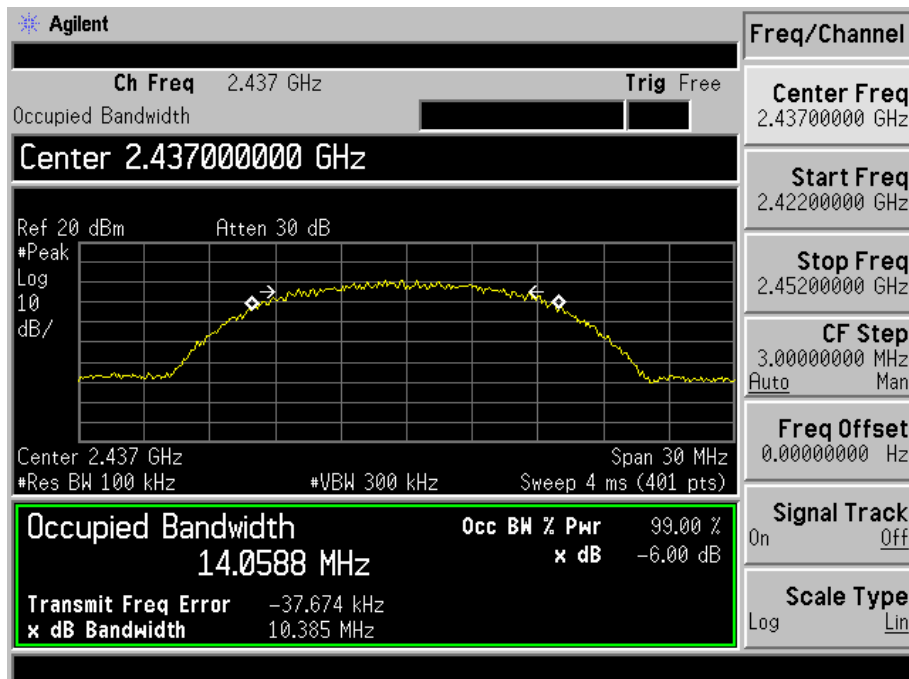 Agilent
Freq/Channel
Ch Freq 2.437 GHz Trig Free
Occupied Bandwidth
Center 2.437000000 GHz
Ref 20 dBm Atten 30 dB
#Peak
Log
10
dB/
Center 2.437 GHz Span 30 MHz
#Res BW 100 kHz #VBW 300 kHz Sweep 4 ms (401 pts)
Occupied Bandwidth
14.0588 MHz
Occ BW % Pwr 99.00 %
x dB -6.00 dB
Transmit Freq Error -37.674 kHz
x dB Bandwidth 10.385 MHz
Center Freq
2.43700000 GHz
Start Freq
2.42200000 GHz
Stop Freq
2.45200000 GHz
CF Step
3.00000000 MHz
Auto Man
Freq Offset
0.00000000 Hz
Signal Track
On Off
Scale Type
Log Lin